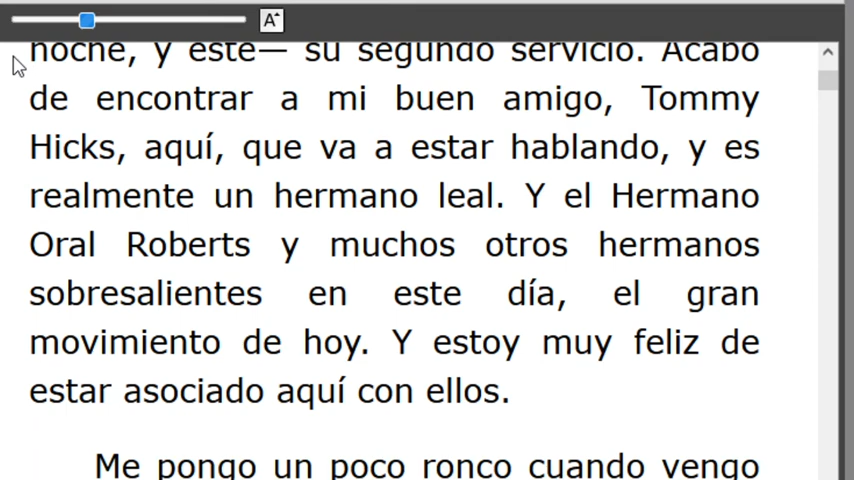 A
noche, y este— su segundo servicio. Acabo
de encontrar a mi buen amigo, Tommy
Hicks, aquí, que va a estar hablando, y es
realmente un hermano leal. Y el Hermano
Oral Roberts y muchos otros hermanos
sobresalientes en este día, el gran
movimiento de hoy. Y estoy muy feliz de
estar asociado aquí con ellos.
Me pongo un poco ronco cuando vengo